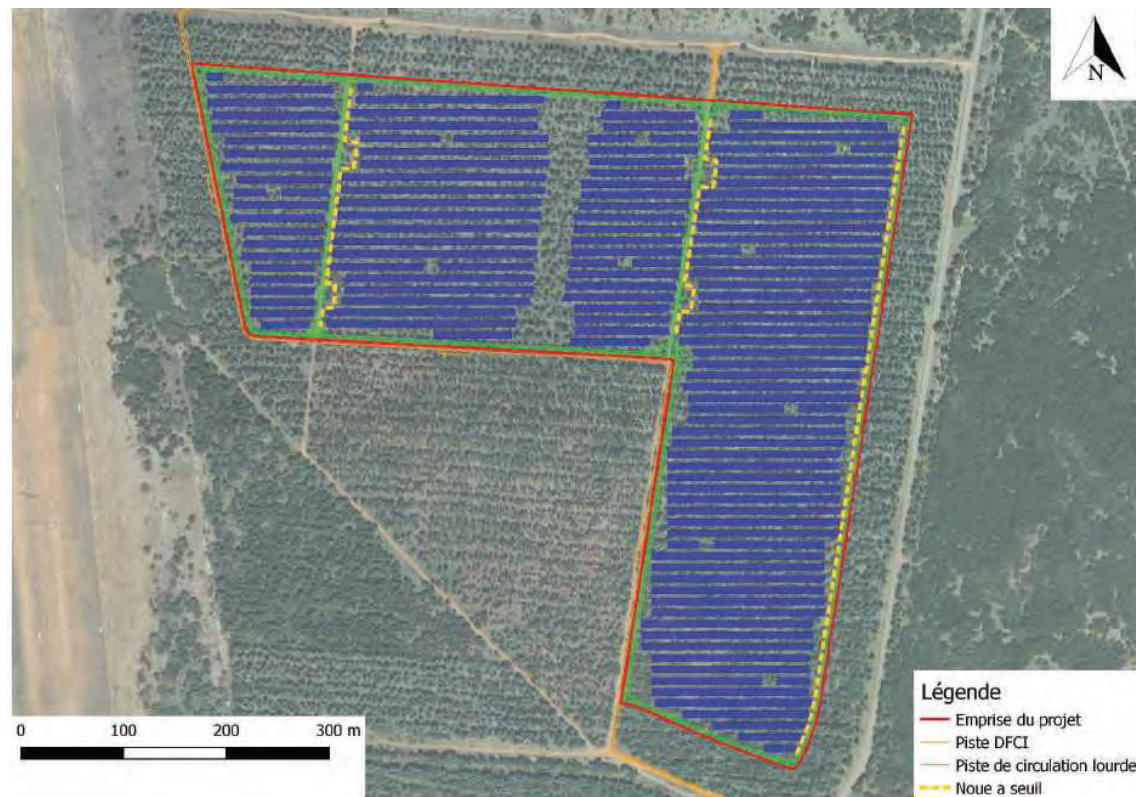 N
0 100 200 300 m
Légende
Emprise du projet
Piste DFCI
Piste de circulation lourde
Noue a seuil